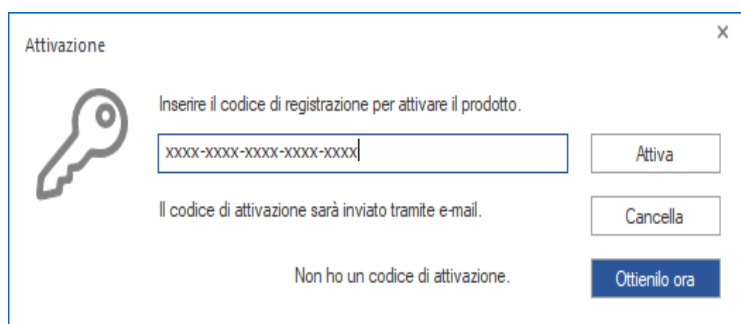 Attivazione
Inserire il codice di registrazione per attivare il prodotto.
xxxx-xxxx-xxxx-xxxx-xxxx
Attiva
Il codice di attivazione sarà inviato tramite e-mail.
Cancella
Non ho un codice di attivazione.
Ottienilo ora